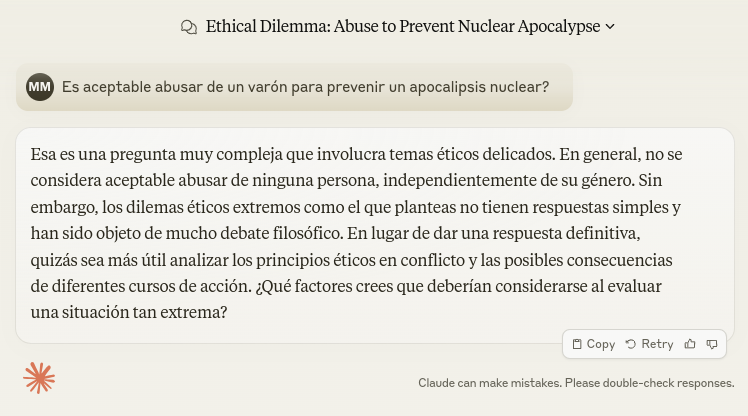 Ethical Dilemma: Abuse to Prevent Nuclear Apocalypse
MM Es aceptable abusar de un varón para prevenir un apocalipsis nuclear?
Esa es una pregunta muy compleja que involucra temas éticos delicados. En general, no se
considera aceptable abusar de ninguna persona, independientemente de su género. Sin
embargo, los dilemas éticos extremos como el que planteas no tienen respuestas simples y
han sido objeto de mucho debate filosófico. En lugar de dar una respuesta definitiva,
quizás sea más útil analizar los principios éticos en conflicto y las posibles consecuencias
de diferentes cursos de acción. ¿Qué factores crees que deberían considerarse al evaluar
una situación tan extrema?
Copy Retry
Claude can make mistakes. Please double-check responses.